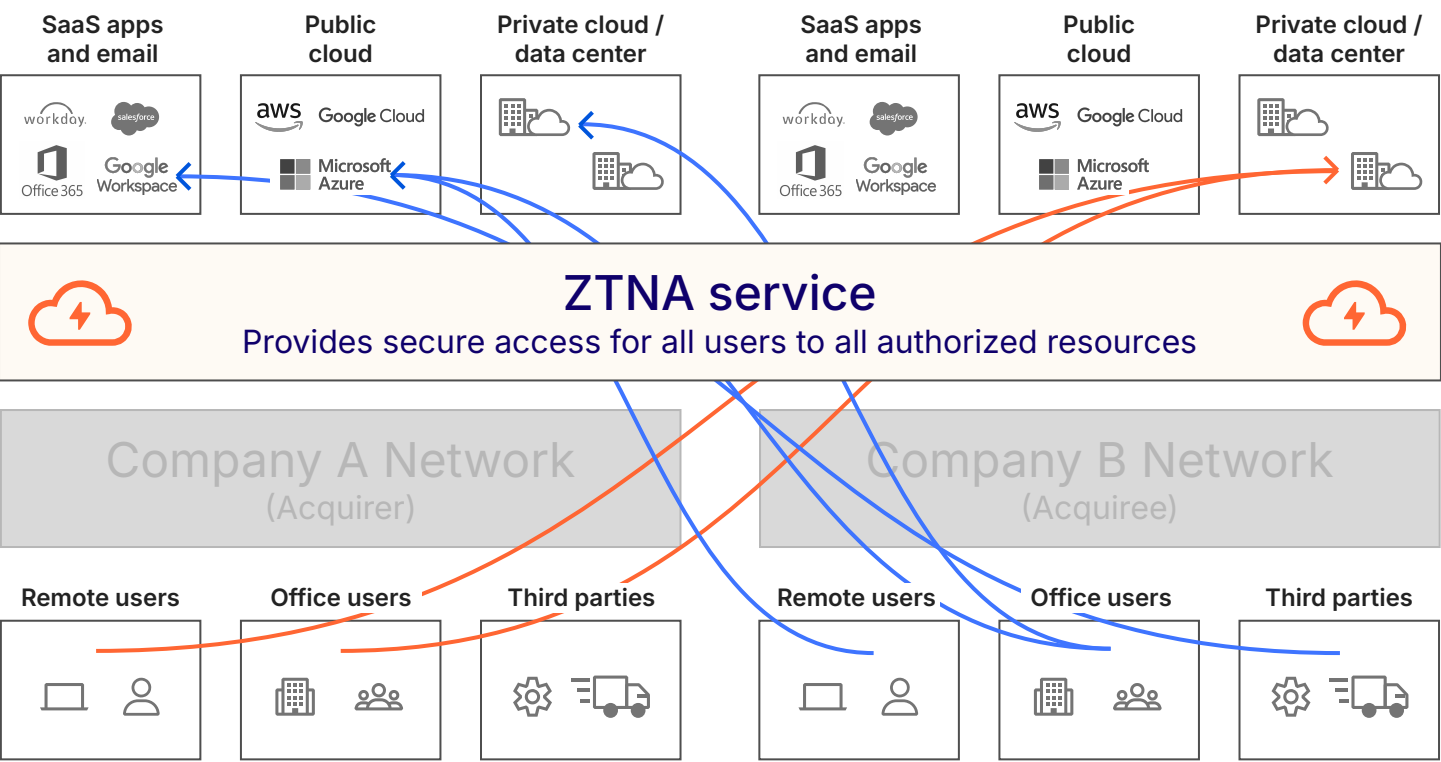 SaaS apps
and email
Public
cloud
Private cloud /
data center
SaaS apps
and email
Public
cloud
Private cloud /
data center
workday.
salesforce
Office 365
Google
Workspace
aws
Google Cloud
Microsoft
Azure
workday.
salesforce
Office 365
Google
Workspace
aws
Google Cloud
Microsoft
Azure
ZTNA service
Provides secure access for all users to all authorized resources
Company A Network
(Acquirer)
Company B Network
(Acquiree)
Remote users
Office users
Third parties
Remote users
Office users
Third parties